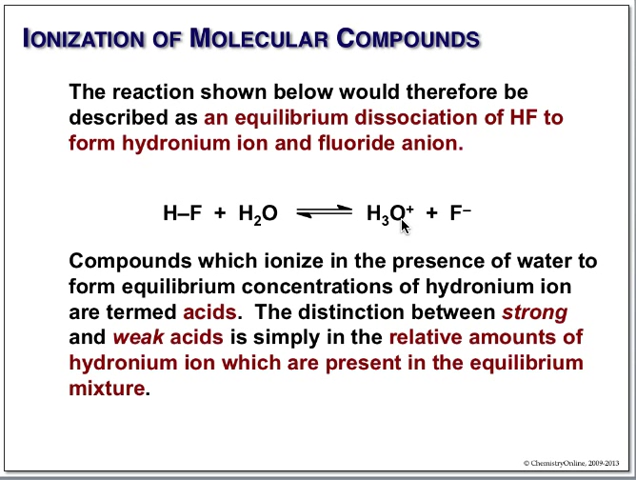 IONIZATION OF MOLECULAR COMPOUNDS
The reaction shown below would therefore be
described as an equilibrium dissociation of HF to
form hydronium ion and fluoride anion.
H–F + H₂O ⇌ H₃O⁺ + F⁻
Compounds which ionize in the presence of water to
form equilibrium concentrations of hydronium ion
are termed acids. The distinction between strong
and weak acids is simply in the relative amounts of
hydronium ion which are present in the equilibrium
mixture.
© ChemistryOnline, 2009-2013